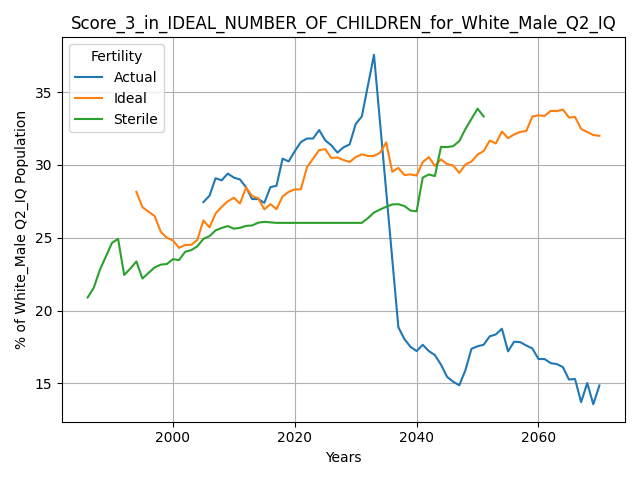 Score_3_in_IDEAL_NUMBER_OF_CHILDREN_for_White_Male_Q2_IQ
Fertility
Actual
Ideal
Sterile
% of White_Male Q2_IQ Population
35
30
25
20
15
2000
2020
2040
2060
Years